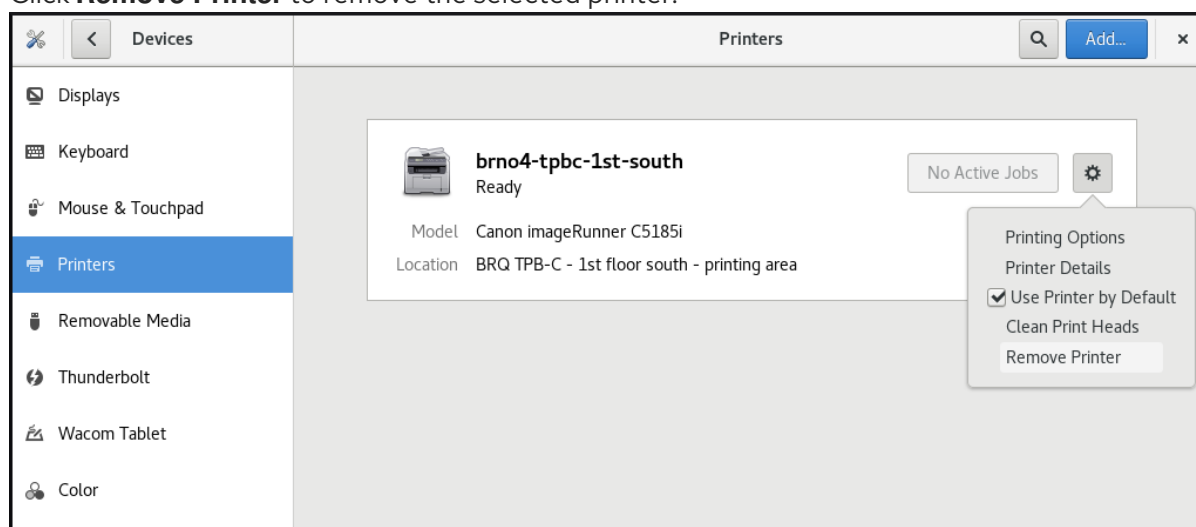 Click Remove Printer to remove the selected printer.
Devices
Printers
Add...
Displays
Keyboard
Mouse & Touchpad
Printers
Removable Media
Thunderbolt
Wacom Tablet
Color
brno4-tpbc-1st-south
Ready
No Active Jobs
Model Canon imageRunner C5185i
Location BRQ TPB-C - 1st floor south - printing area
Printing Options
Printer Details
Use Printer by Default
Clean Print Heads
Remove Printer